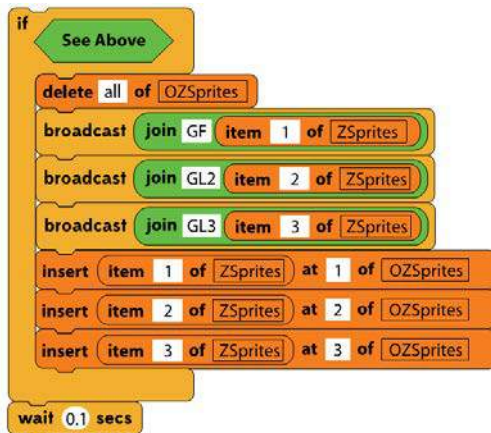 if
See Above
delete all of OZSprites
broadcast join GF item 1 of ZSprites
broadcast join GL2 item 2 of ZSprites
broadcast join GL3 item 3 of ZSprites
insert item 1 of ZSprites at 1 of OZSprites
insert item 2 of ZSprites at 2 of OZSprites
insert item 3 of ZSprites at 3 of OZSprites
wait 0.1 secs